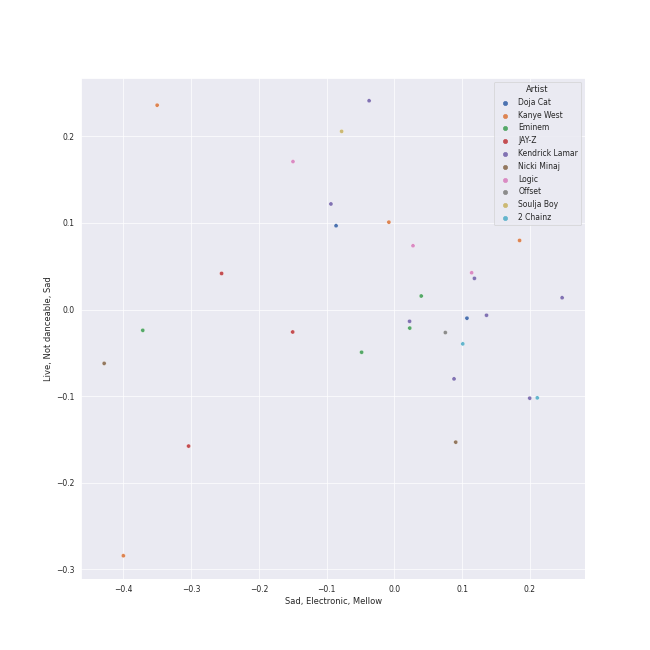 Artist
Doja Cat
Kanye West
Eminem
JAY-Z
Kendrick Lamar
Nicki Minaj
Logic
Offset
Soulja Boy
2 Chainz
0.2
0.1
0.0
−0.1
−0.2
−0.3
Live, Not danceable, Sad
−0.4 −0.3 −0.2 −0.1 0.0 0.1 0.2
Sad, Electronic, Mellow